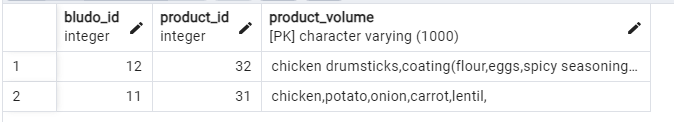 bludo_id product_id product_volume
integer integer [PK] character varying (1000)
1 12 32 chicken drumsticks,coating(flour,eggs,spicy seasoning...
2 11 31 chicken,potato,onion,carrot,lentil,